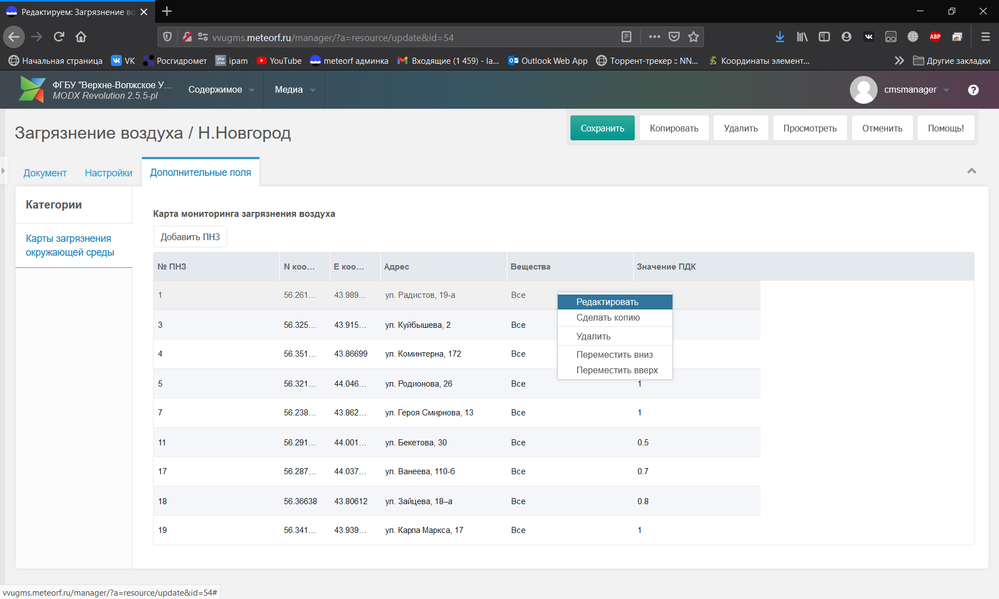 Редактируем: Загрязнение во
vvugms.meteorf.ru/manager/?a=resource/update&id=54
ABP
Начальная страница
VK
Росгидромет
php
ipam
YouTube
meteorf админка
Входящие (1 459) - la...
Outlook Web App
Торрент-трекер :: NN...
Координаты элемент...
Другие закладки
ФГБУ "Верхне-Волжское У...
MODX Revolution 2.5.5-pl
Содержимое
Медиа
cmsmanager
?
Загрязнение воздуха / Н.Новгород
Сохранить
Копировать
Удалить
Просмотреть
Отменить
Помощь!
Документ
Настройки
Дополнительные поля
Категории
Карты загрязнения
окружающей среды
Карта мониторинга загрязнения воздуха
Добавить ПНЗ
№ ПНЗ N коо... E коо... Адрес Вещества Значение ПДК
1 56.261... 43.989... ул. Радистов, 19-а Все
3 56.325... 43.915... ул. Куйбышева, 2 Все
4 56.351... 43.86699 ул. Коминтерна, 172 Все
5 56.321... 44.046... ул. Родионова, 26 Все 1
7 56.238... 43.862... ул. Героя Смирнова, 13 Все 1
11 56.291... 44.001... ул. Бекетова, 30 Все 0.5
17 56.287... 44.037... ул. Ванеева, 110-б Все 0.7
18 56.36638 43.80612 ул. Зайцева, 18–а Все 0.8
19 56.341... 43.939... ул. Карла Маркса, 17 Все 1
Редактировать
Сделать копию
Удалить
Переместить вниз
Переместить вверх
vvugms.meteorf.ru/manager/?a=resource/update&id=54#